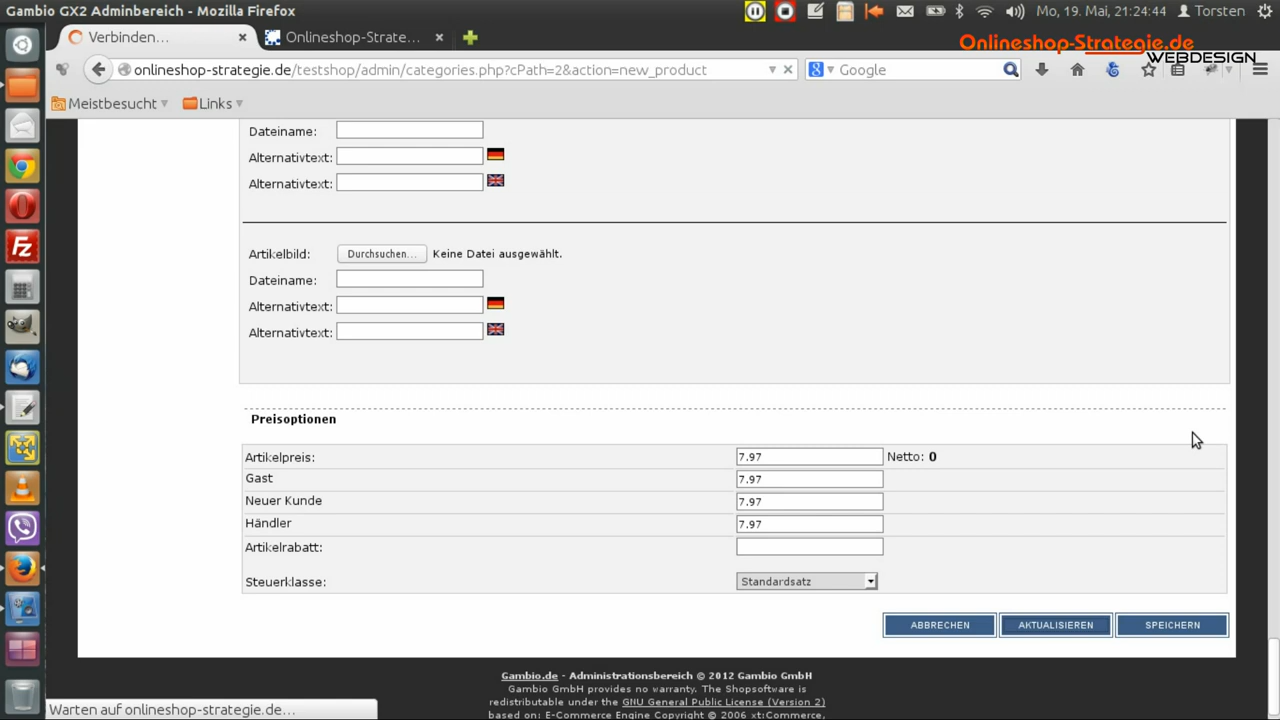 Gambio GX2 Adminbereich - Mozilla Firefox
Mo, 19. Mai, 21:24:44
Torsten
Verbinden...
Onlineshop-Strate...
Onlineshop-Strategie.de
WEBDESIGN
onlineshop-strategie.de/testshop/admin/categories.php?cPath=2&action=new_product
Google
Meistbesucht
Links
Dateiname:
Alternativtext:
Alternativtext:
Artikelbild: Durchsuchen... Keine Datei ausgewählt.
Dateiname:
Alternativtext:
Alternativtext:
Preisoptionen
Artikelpreis: 7.97 Netto: 0
Gast 7.97
Neuer Kunde 7.97
Händler 7.97
Artikelrabatt:
Steuerklasse: Standardsatz
ABBRECHEN AKTUALISIEREN SPEICHERN
Gambio.de - Administrationsbereich © 2012 Gambio GmbH
Gambio GmbH provides no warranty. The Shopsoftware is
redistributable under the GNU General Public License (Version 2)
based on: E-Commerce Engine Copyright © 2006 xt:Commerce,
Warten auf onlineshop-strategie.de...